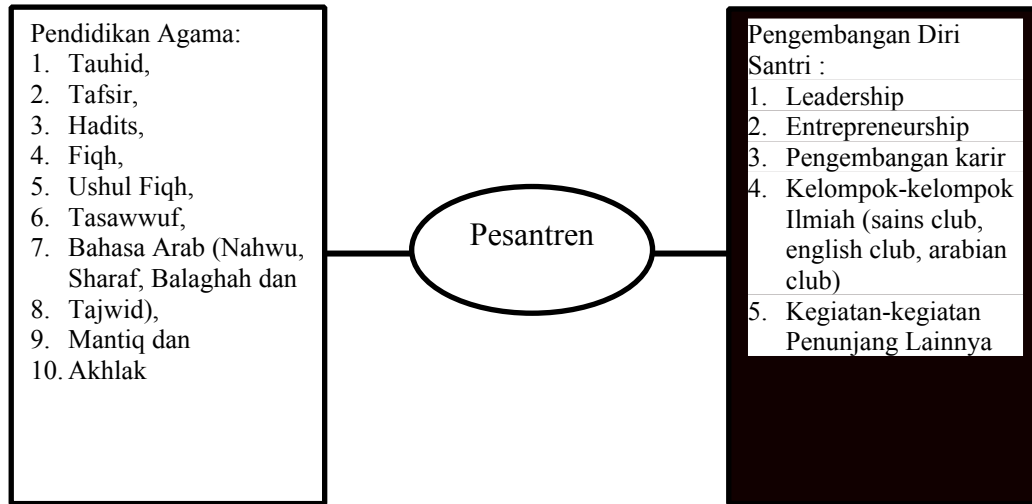 Pendidikan Agama:
1. Tauhid,
2. Tafsir,
3. Hadits,
4. Fiqh,
5. Ushul Fiqh,
6. Tasawwuf,
7. Bahasa Arab (Nahwu,
Sharaf, Balaghah dan
8. Tajwid),
9. Mantiq dan
10. Akhlak
Pesantren
Pengembangan Diri
Santri :
1. Leadership
2. Entrepreneurship
3. Pengembangan karir
4. Kelompok-kelompok
Ilmiah (sains club,
english club, arabian
club)
5. Kegiatan-kegiatan
Penunjang Lainnya